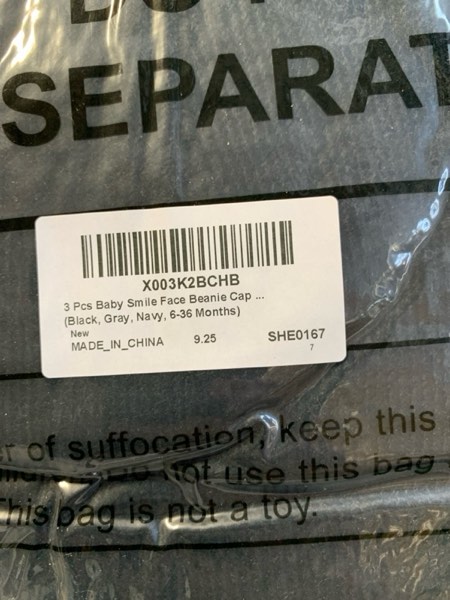 SEPARAT
X003K2BCHB
3 Pcs Baby Smile Face Beanie Cap ...
(Black, Gray, Navy, 6-36 Months)
New
MADE_IN_CHINA 9.25 SHE0167
7
of suffocation, keep this
not use this bag
This bag is not a toy.